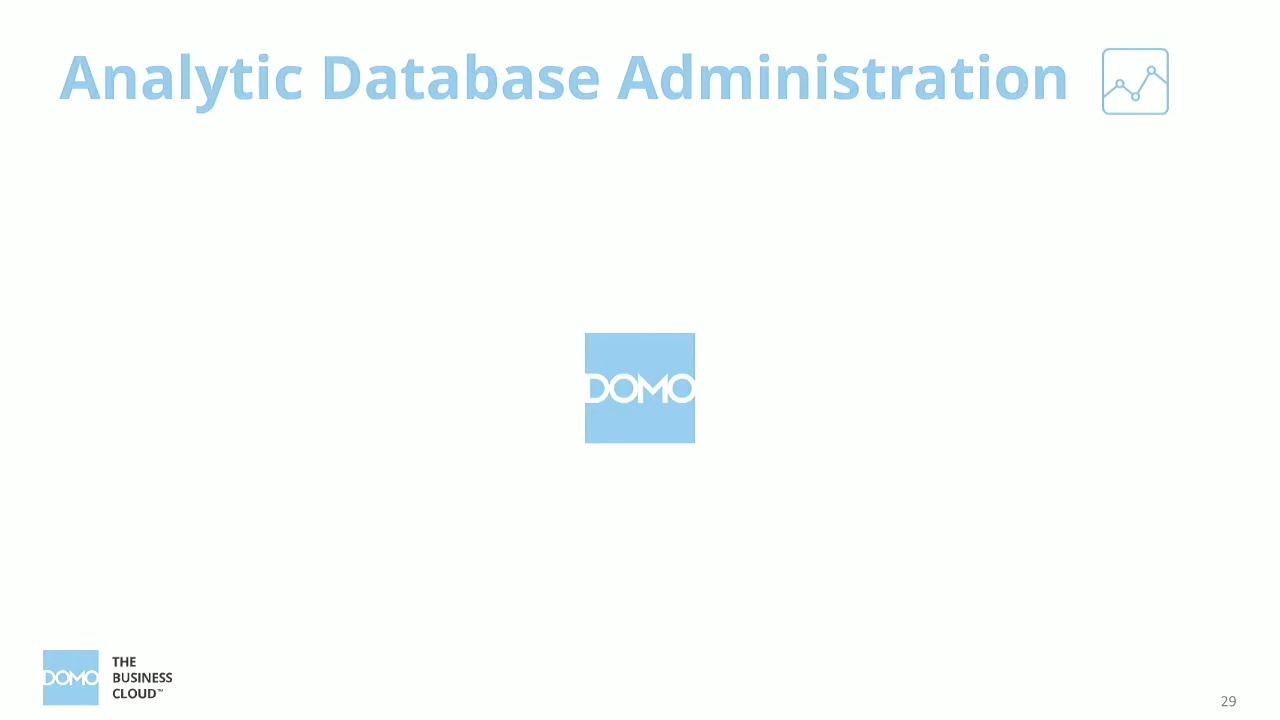 Analytic Database Administration
DOMO
DOMO
THE
BUSINESS
CLOUD™
29